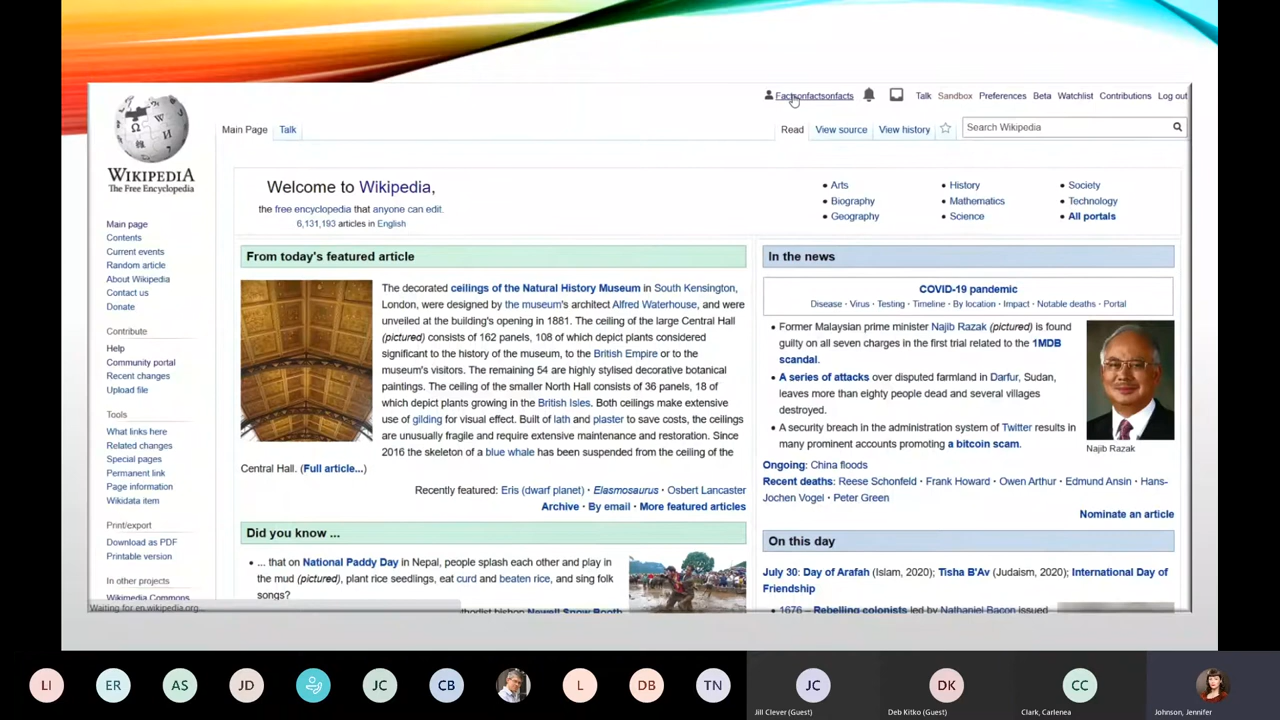 Factsonfactsonfacts Talk Sandbox Preferences Beta Watchlist Contributions Log out
Main Page Talk Read View source View history Search Wikipedia
WIKIPEDIA
The Free Encyclopedia
Main page
Contents
Current events
Random article
About Wikipedia
Contact us
Donate
Contribute
Help
Community portal
Recent changes
Upload file
Tools
What links here
Related changes
Special pages
Permanent link
Page information
Wikidata item
Print/export
Download as PDF
Printable version
In other projects
Wikimedia Commons
Waiting for en.wikipedia.org...
Welcome to Wikipedia,
the free encyclopedia that anyone can edit.
6,131,193 articles in English
• Arts
• Biography
• Geography
• History
• Mathematics
• Science
• Society
• Technology
• All portals
From today's featured article
The decorated ceilings of the Natural History Museum in South Kensington,
London, were designed by the museum's architect Alfred Waterhouse, and were
unveiled at the building's opening in 1881. The ceiling of the large Central Hall
(pictured) consists of 162 panels, 108 of which depict plants considered
significant to the history of the museum, to the British Empire or to the
museum's visitors. The remaining 54 are highly stylised decorative botanical
paintings. The ceiling of the smaller North Hall consists of 36 panels, 18 of
which depict plants growing in the British Isles. Both ceilings make extensive
use of gilding for visual effect. Built of lath and plaster to save costs, the ceilings
are unusually fragile and require extensive maintenance and restoration. Since
2016 the skeleton of a blue whale has been suspended from the ceiling of the
Central Hall. (Full article...)
Recently featured: Eris (dwarf planet) • Elasmosaurus • Osbert Lancaster
Archive • By email • More featured articles
Did you know ...
• ... that on National Paddy Day in Nepal, people splash each other and play in
the mud (pictured), plant rice seedlings, eat curd and beaten rice, and sing folk
songs?
bishop Newell Snow Booth
In the news
COVID-19 pandemic
Disease • Virus • Testing • Timeline • By location • Impact • Notable deaths • Portal
• Former Malaysian prime minister Najib Razak (pictured) is found
guilty on all seven charges in the first trial related to the 1MDB
scandal.
• A series of attacks over disputed farmland in Darfur, Sudan,
leaves more than eighty people dead and several villages
destroyed.
• A security breach in the administration system of Twitter results in
many prominent accounts promoting a bitcoin scam.
Najib Razak
Ongoing: China floods
Recent deaths: Reese Schonfeld • Frank Howard • Owen Arthur • Edmund Ansin • Hans-
Jochen Vogel • Peter Green
Nominate an article
On this day
July 30: Day of Arafah (Islam, 2020); Tisha B'Av (Judaism, 2020); International Day of
Friendship
• 1676 – Rebelling colonists led by Nathaniel Bacon issued
LI ER AS JD JC CB L DB TN JC DK CC
Jill Clever (Guest) Deb Kitko (Guest) Clark, Carlenea Johnson, Jennifer